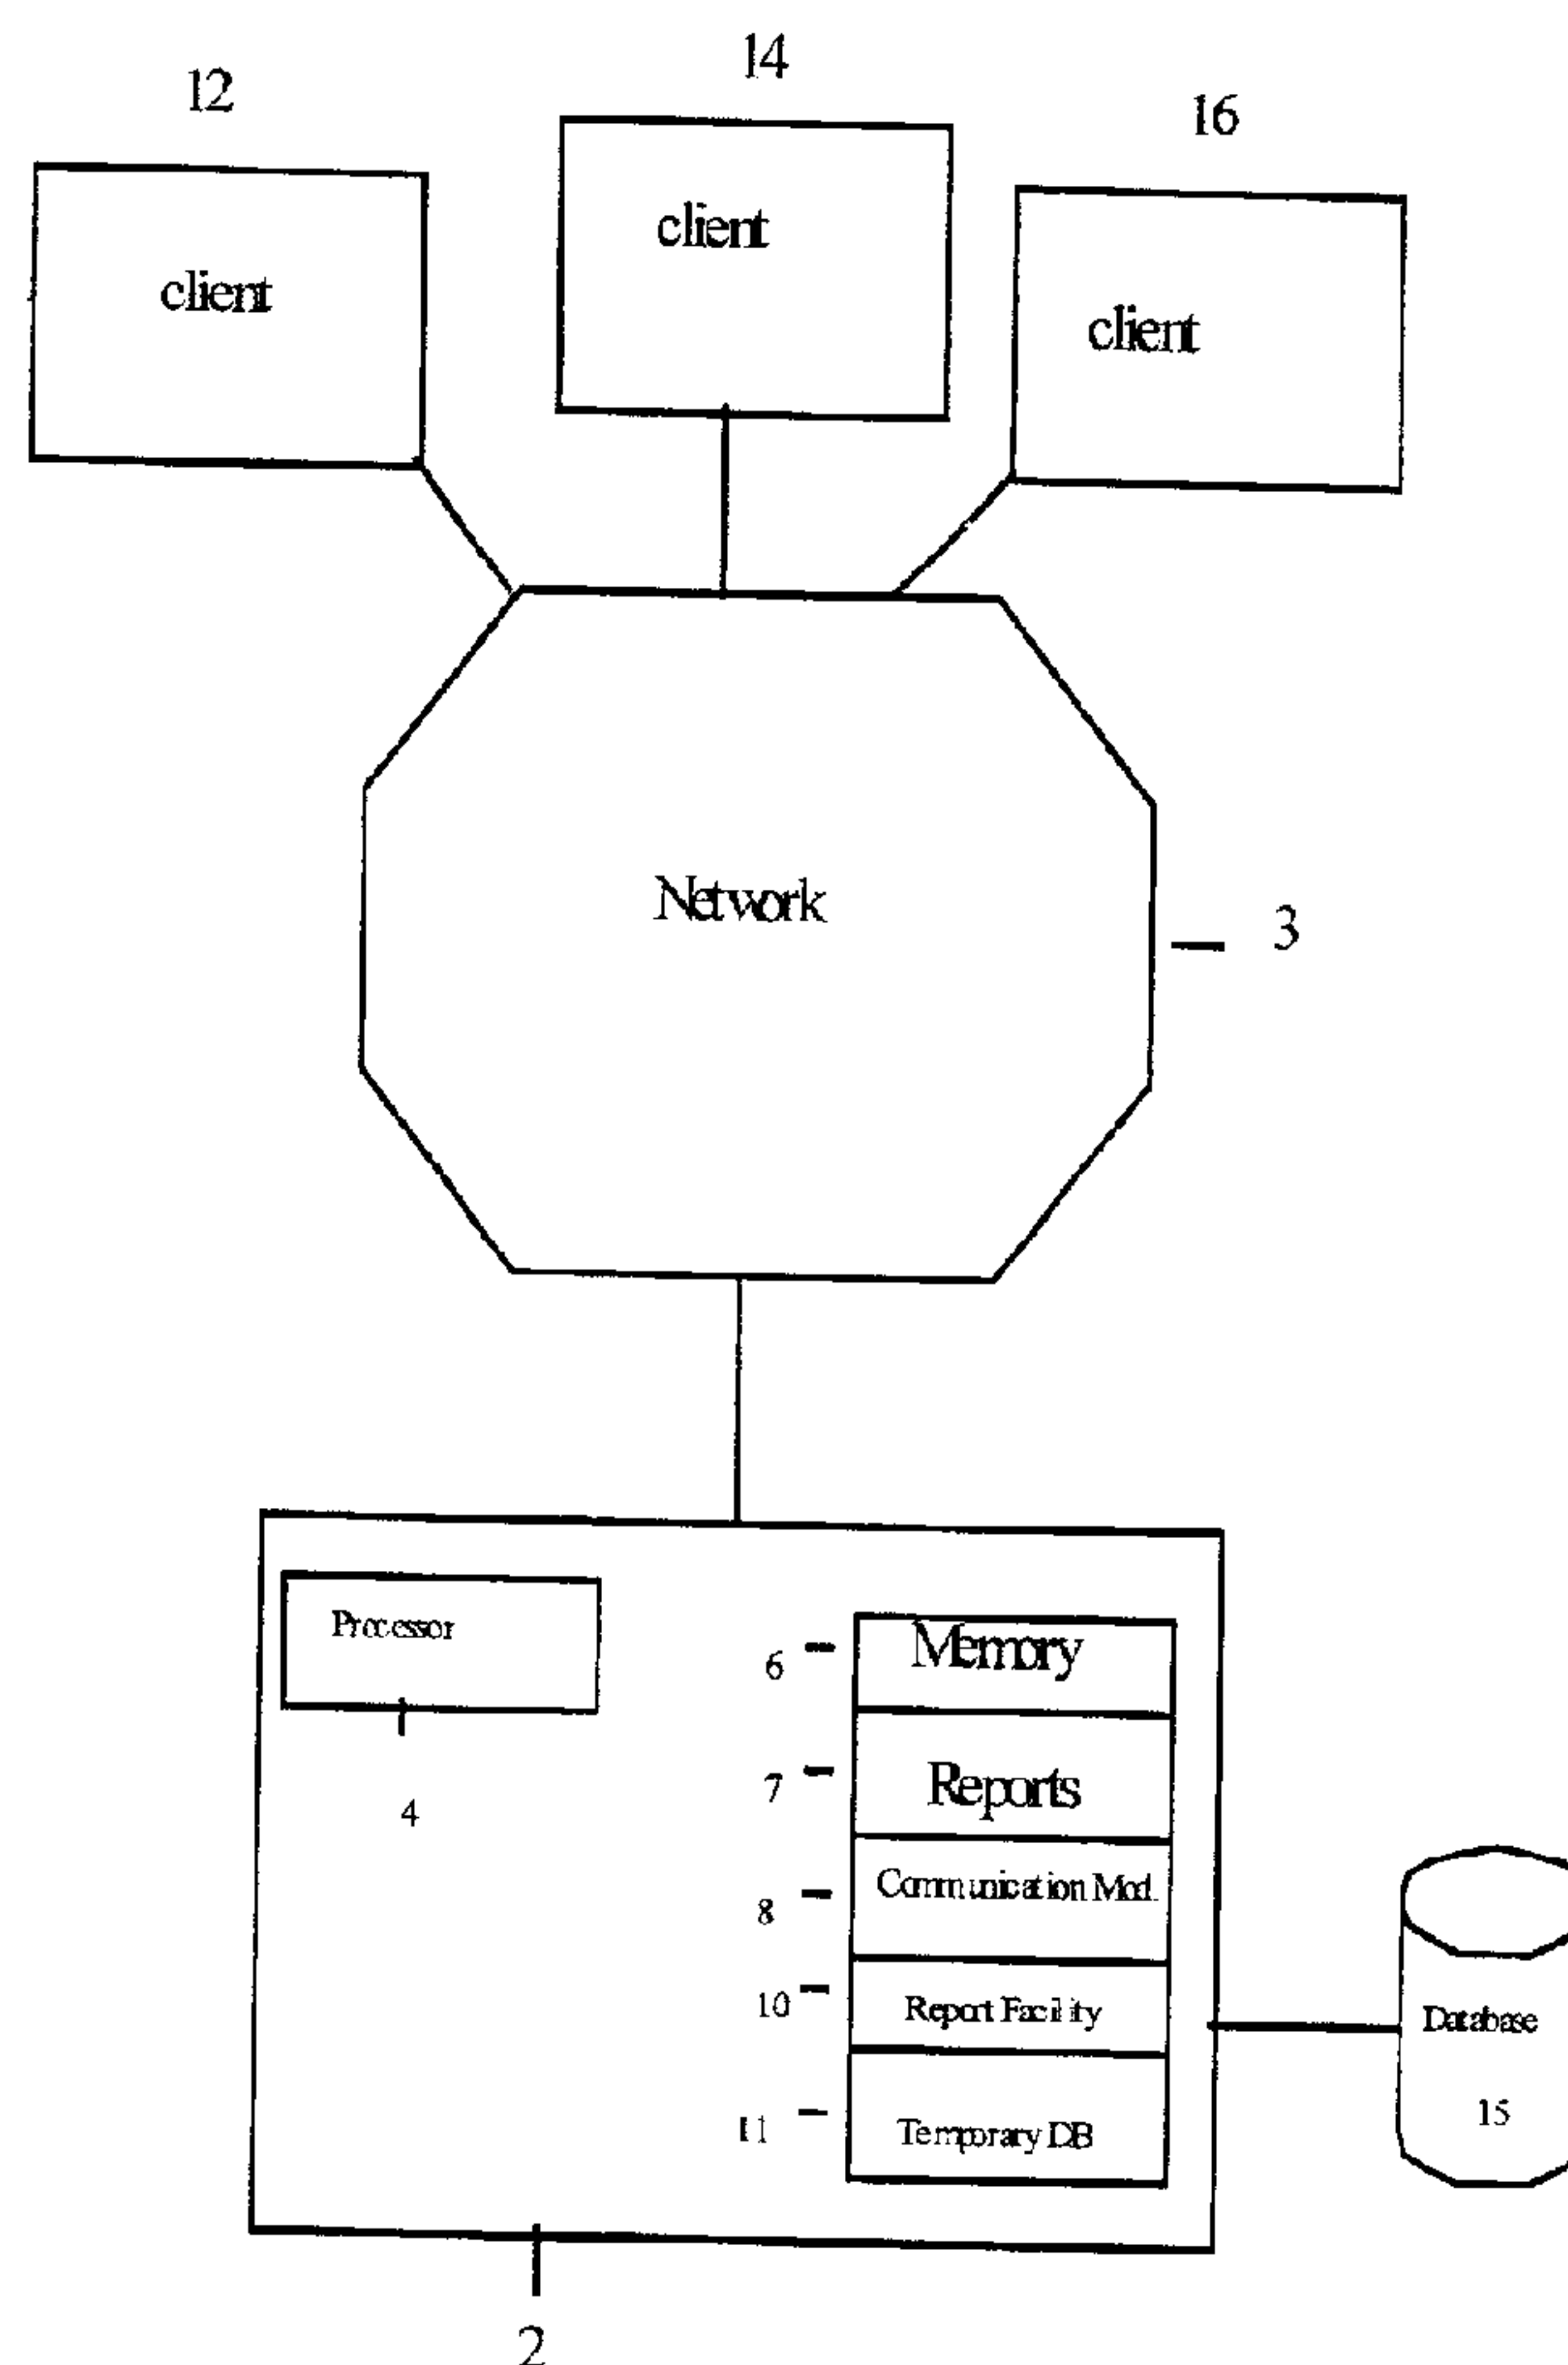 14
12
16
client
client
client
Network
3
Processor
4
6
Memory
7
Reports
8
Communication Mod.
10
Report Facility
11
Temporary DB
Database
15
2